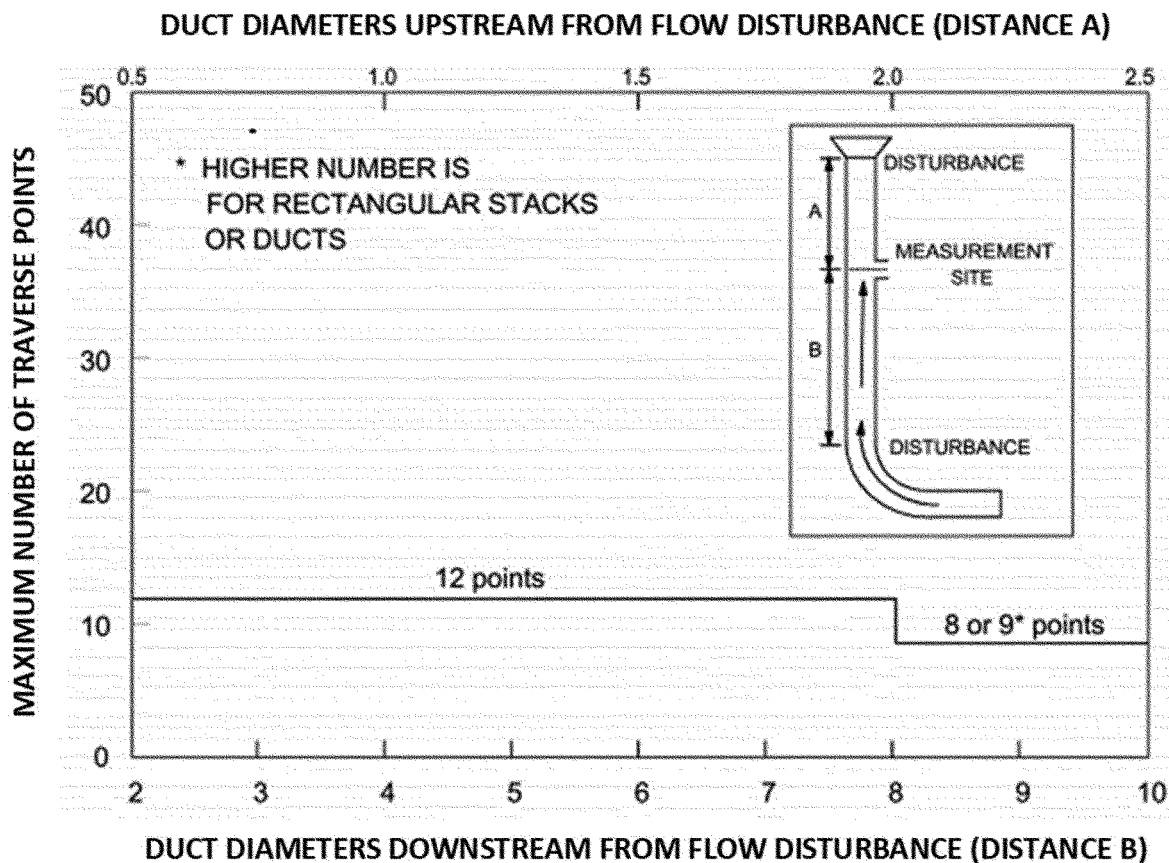 DUCT DIAMETERS UPSTREAM FROM FLOW DISTURBANCE (DISTANCE A)
0.5 1.0 1.5 2.0 2.5
MAXIMUM NUMBER OF TRAVERSE POINTS
50
40
30
20
10
0
* HIGHER NUMBER IS
FOR RECTANGULAR STACKS
OR DUCTS
DISTURBANCE
A
MEASUREMENT
SITE
B
DISTURBANCE
12 points
8 or 9* points
2 3 4 5 6 7 8 9 10
DUCT DIAMETERS DOWNSTREAM FROM FLOW DISTURBANCE (DISTANCE B)